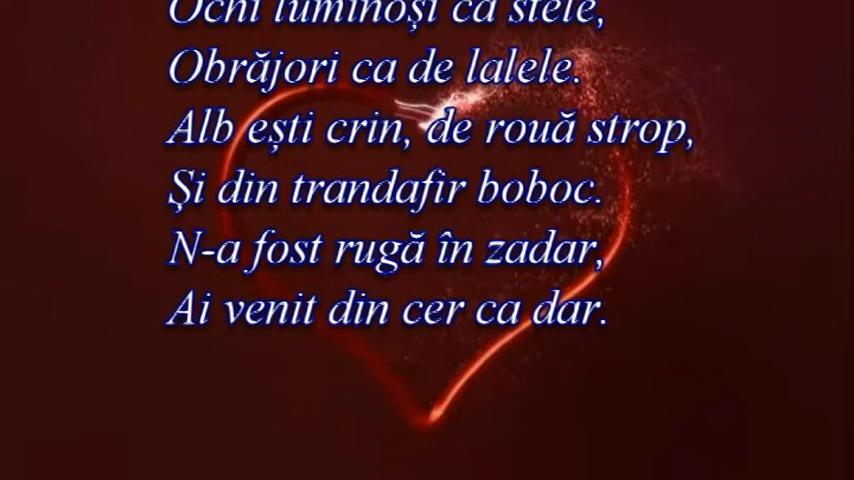 Ochi luminoși ca stele,
Obrăjori ca de lalele.
Alb ești crin, de rouă strop,
Și din trandafir boboc.
N-a fost rugă în zadar,
Ai venit din cer ca dar.